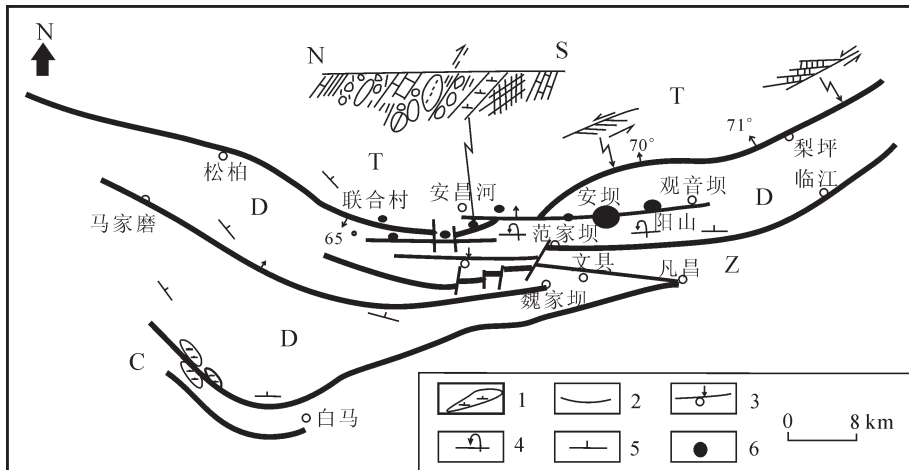 N
N
S
T
71°
70°
梨坪
松柏
T
安昌河
安坝
观音坝
临江
联合村
D
D
马家磨
65°
范家坝
阳山
文具
凡昌
Z
魏家坝
D
C
白马
1
2
3
4
5
6
0
8 km